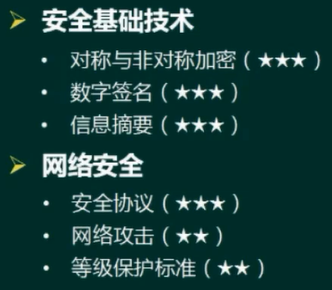 ➢ 安全基础技术
• 对称与非对称加密（★★★）
• 数字签名（★★★）
• 信息摘要（★★★）
➢ 网络安全
• 安全协议（★★★）
• 网络攻击（★★）
• 等级保护标准（★★）